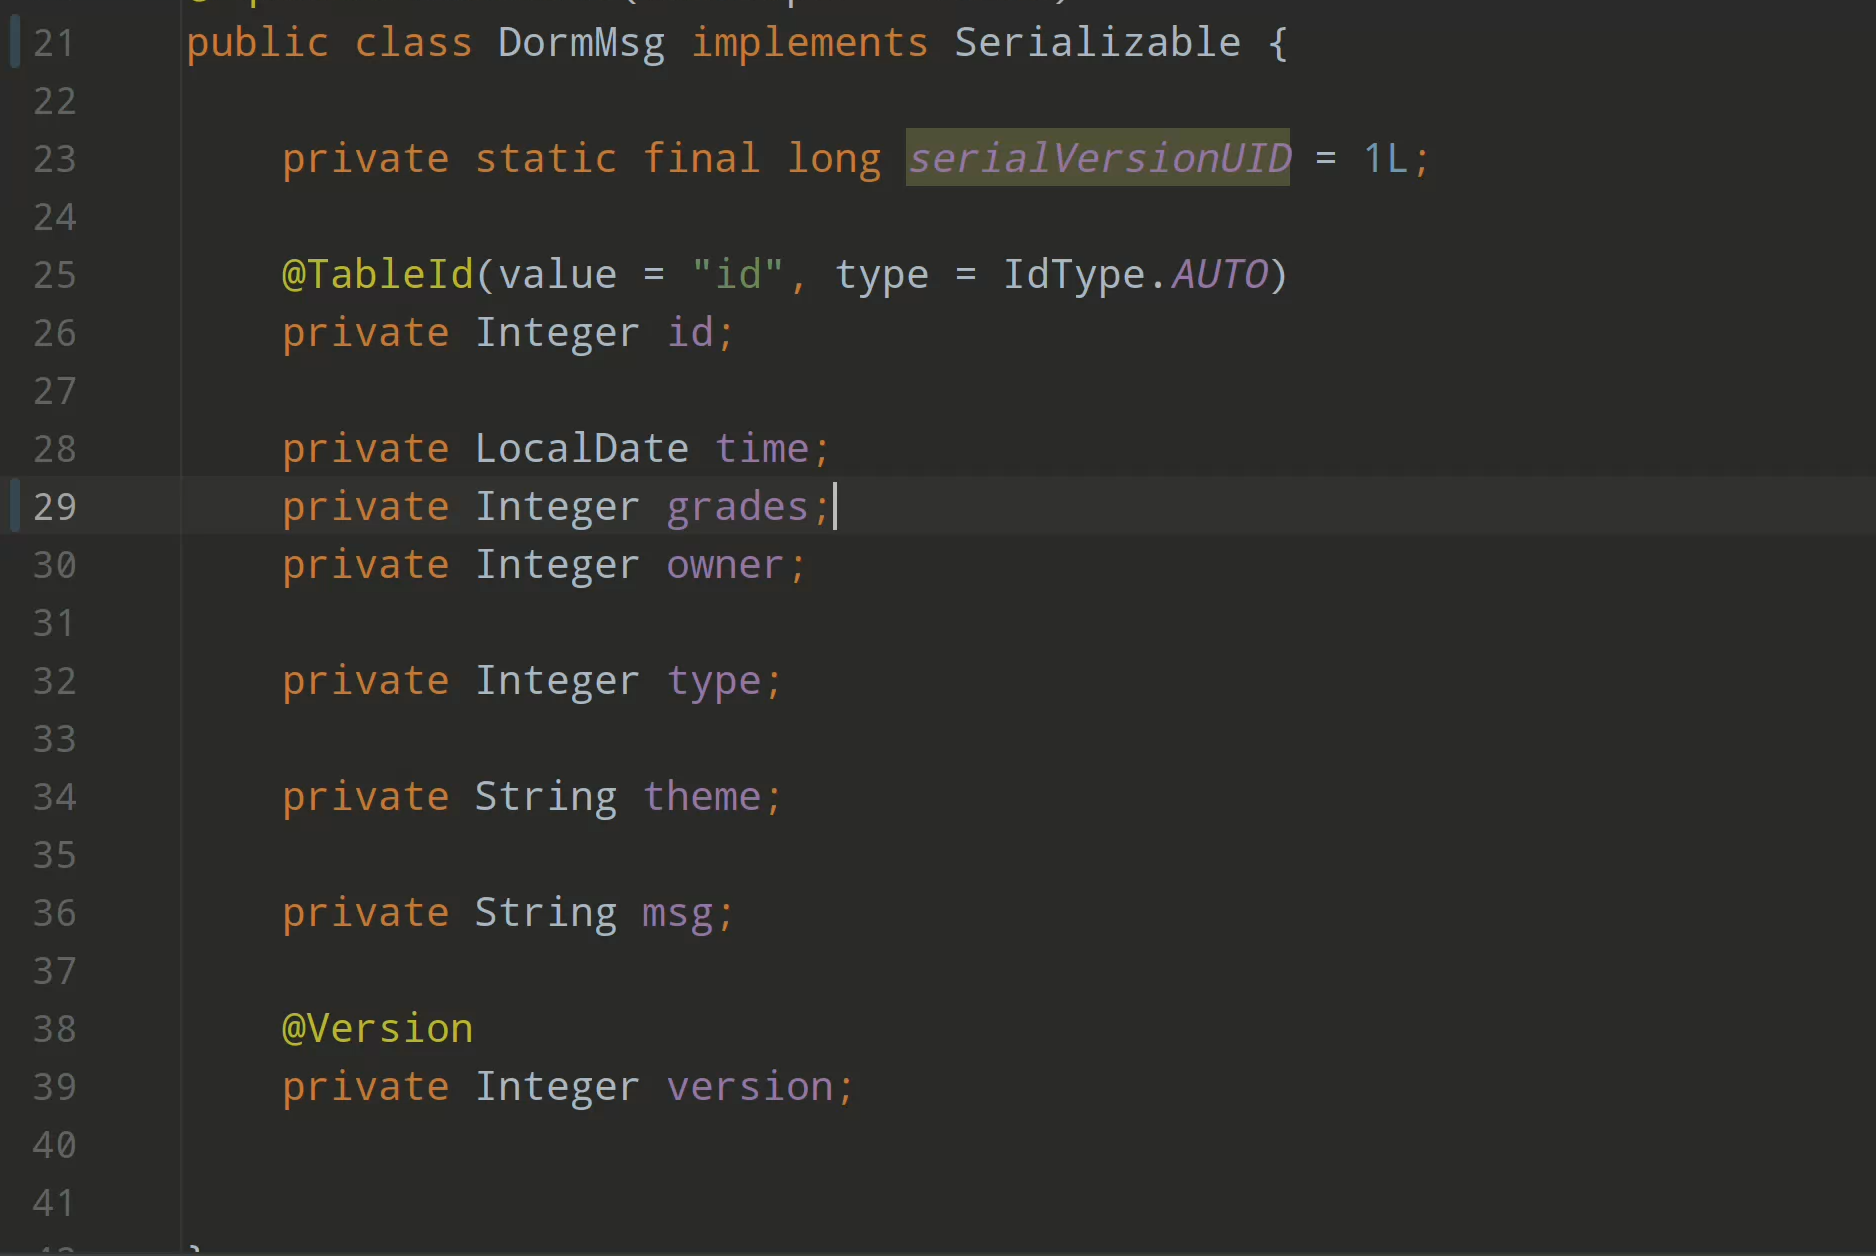 21 public class DormMsg implements Serializable {
22
23 private static final long serialVersionUID = 1L;
24
25 @TableId(value = "id", type = IdType.AUTO)
26 private Integer id;
27
28 private LocalDate time;
29 private Integer grades;
30 private Integer owner;
31
32 private Integer type;
33
34 private String theme;
35
36 private String msg;
37
38 @Version
39 private Integer version;
40
41
}